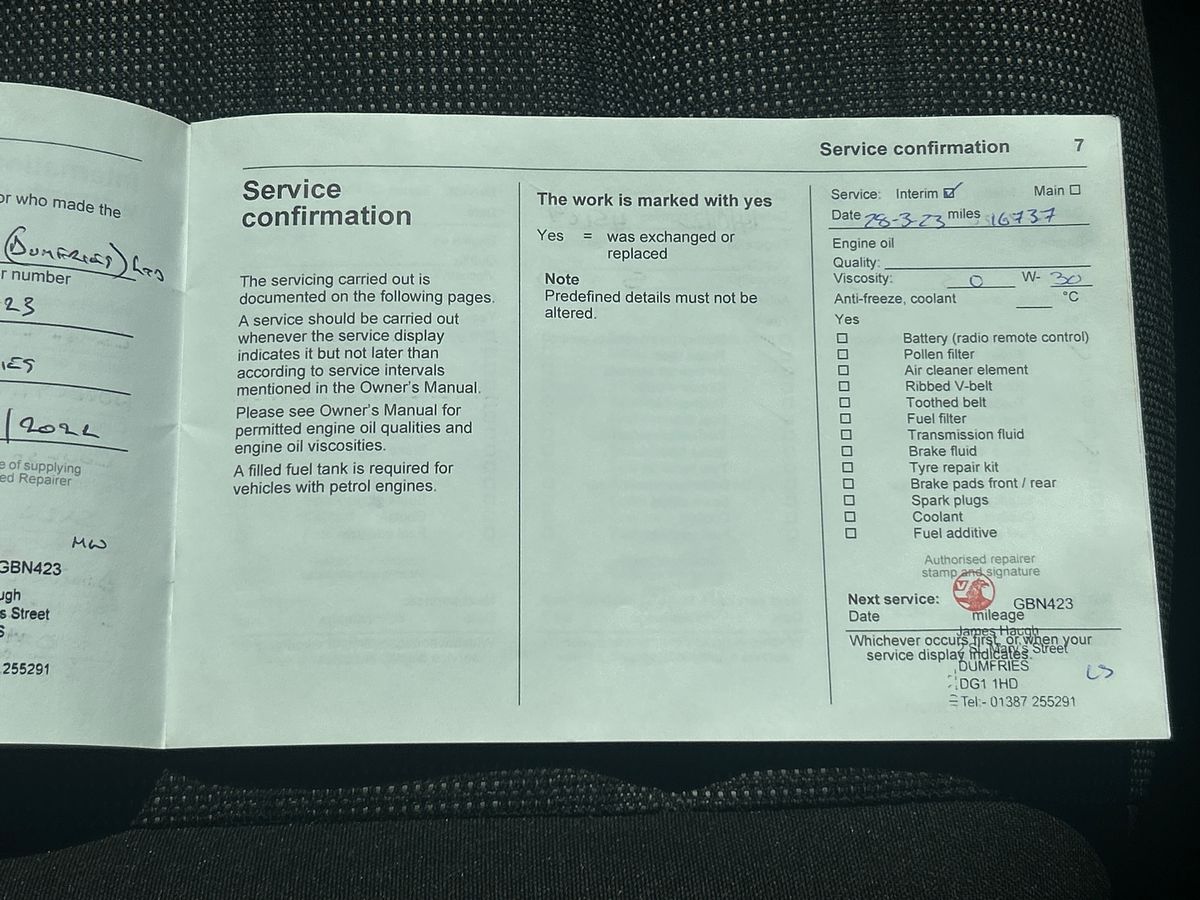 or who made the
(Dumfries) Ltd
r number
23
IES
/2022
e of supplying
ed Repairer
MW
GBN423
ugh
s Street
S
255291
Service confirmation 7
Service
confirmation
The servicing carried out is
documented on the following pages.
A service should be carried out
whenever the service display
indicates it but not later than
according to service intervals
mentioned in the Owner's Manual.
Please see Owner's Manual for
permitted engine oil qualities and
engine oil viscosities.
A filled fuel tank is required for
vehicles with petrol engines.
The work is marked with yes
Yes = was exchanged or
replaced
Note
Predefined details must not be
altered.
Service: Interim ☑ Main ☐
Date 28-3-23 miles 16737
Engine oil
Quality:
Viscosity: 0 W- 30
Anti-freeze, coolant °C
Yes
☐ Battery (radio remote control)
☐ Pollen filter
☐ Air cleaner element
☐ Ribbed V-belt
☐ Toothed belt
☐ Fuel filter
☐ Transmission fluid
☐ Brake fluid
☐ Tyre repair kit
☐ Brake pads front / rear
☐ Spark plugs
☐ Coolant
☐ Fuel additive
Authorised repairer
stamp and signature
Next service: GBN423
Date mileage
James Haugh
Whichever occurs first, or when your
St. Mary's Street
service display indicates.
DUMFRIES
LS
DG1 1HD
Tel:- 01387 255291